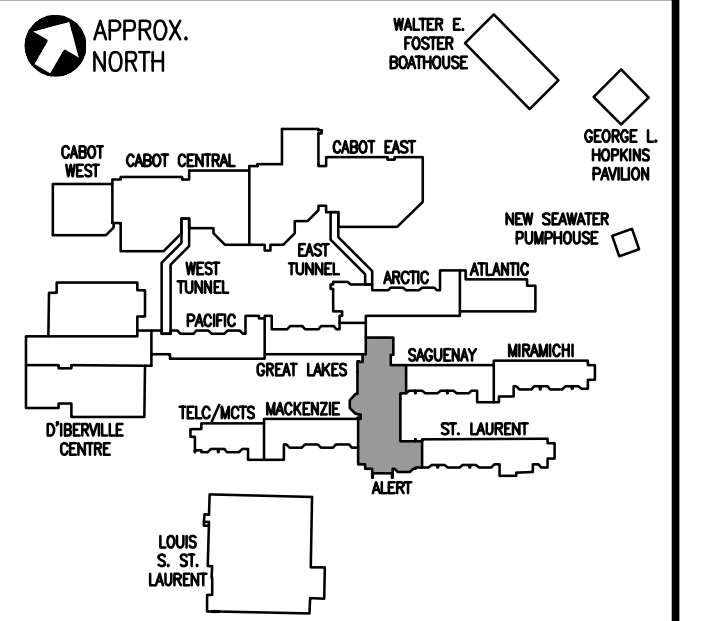 APPROX.
NORTH
WALTER E.
FOSTER
BOATHOUSE
GEORGE L.
HOPKINS
PAVILION
CABOT
WEST
CABOT CENTRAL
CABOT EAST
NEW SEAWATER
PUMPHOUSE
WEST
TUNNEL
EAST
TUNNEL
ARCTIC
ATLANTIC
PACIFIC
GREAT LAKES
SAGUENAY
MIRAMICHI
D'IBERVILLE
CENTRE
TELC/MCTS
MACKENZIE
ST. LAURENT
ALERT
LOUIS
S. ST.
LAURENT